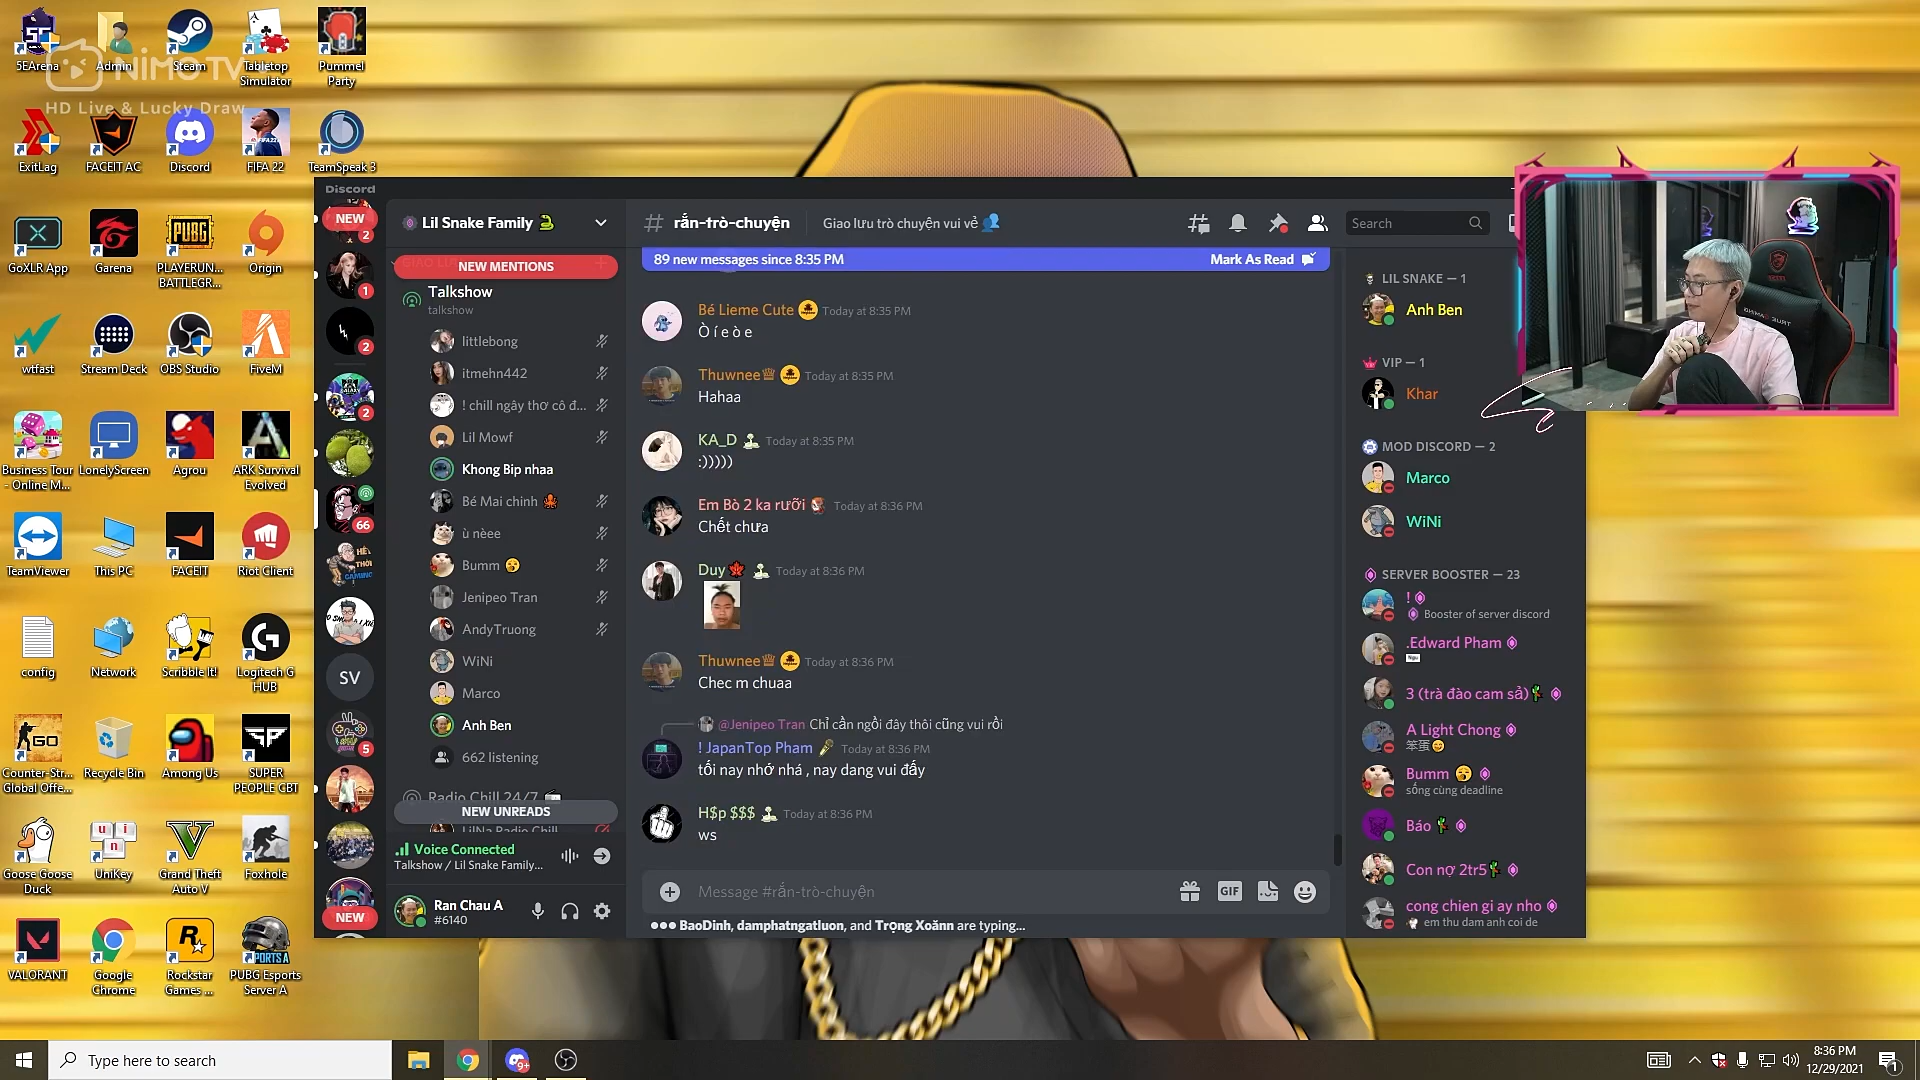 5EArena
Admin
Steam
Tabletop
Simulator
Pummel
Party
NiMO TV
HD Live & Lucky Draw
ExitLag
FACEIT AC
Discord
FIFA 22
TeamSpeak 3
GoXLR App
Garena
PLAYERUN...
BATTLEGR...
Origin
wtfast
Stream Deck
OBS Studio
FiveM
Business Tour
- Online M...
LonelyScreen
Agrou
ARK Survival
Evolved
TeamViewer
This PC
FACEIT
Riot Client
config
Network
Scribble It!
Logitech G
HUB
Counter-Str...
Global Offe...
Recycle Bin
Among Us
SUPER
PEOPLE CBT
Goose Goose
Duck
UniKey
Grand Theft
Auto V
Foxhole
VALORANT
Google
Chrome
Rockstar
Games ...
PUBG Esports
Server A
Discord
NEW
2
1
2
2
66
SV
5
NEW
Lil Snake Family
NEW MENTIONS
Talkshow
talkshow
littlebong
itmehn442
! chill ngây thơ cô đ...
Lil Mowf
Khong Bip nhaa
Bé Mai chinh
ù nèee
Bumm
Jenipeo Tran
AndyTruong
WiNi
Marco
Anh Ben
662 listening
Radio Chill 24/7
NEW UNREADS
LilNa Radio Chill
Voice Connected
Talkshow / Lil Snake Family...
Ran Chau A
#6140
# rắn-trò-chuyện
Giao lưu trò chuyện vui vẻ
Search
89 new messages since 8:35 PM
Mark As Read
Bé Lieme Cute Today at 8:35 PM
Ò í e ò e
Thuwnee Today at 8:35 PM
Hahaa
KA_D Today at 8:35 PM
:)))))
Em Bò 2 ka rưỡi Today at 8:36 PM
Chết chưa
Duy Today at 8:36 PM
Thuwnee Today at 8:36 PM
Chec m chuaa
@Jenipeo Tran Chỉ cần ngồi đây thôi cũng vui rồi
! JapanTop Pham Today at 8:36 PM
tối nay nhớ nhá , nay dang vui đấy
H$p $$$ Today at 8:36 PM
ws
Message #rắn-trò-chuyện
GIF
BaoDinh, damphatngatluon, and Trọng Xoănn are typing...
LIL SNAKE — 1
Anh Ben
VIP — 1
Khar
MOD DISCORD — 2
Marco
WiNi
SERVER BOOSTER — 23
!
Booster of server discord
.Edward Pham
3 (trà đào cam sả)
A Light Chong
笨蛋
Bumm
sống cùng deadline
Báo
Con nợ 2tr5
cong chien gi ay nho
em thu dam anh coi de
Type here to search
9+
8:36 PM
12/29/2021
1